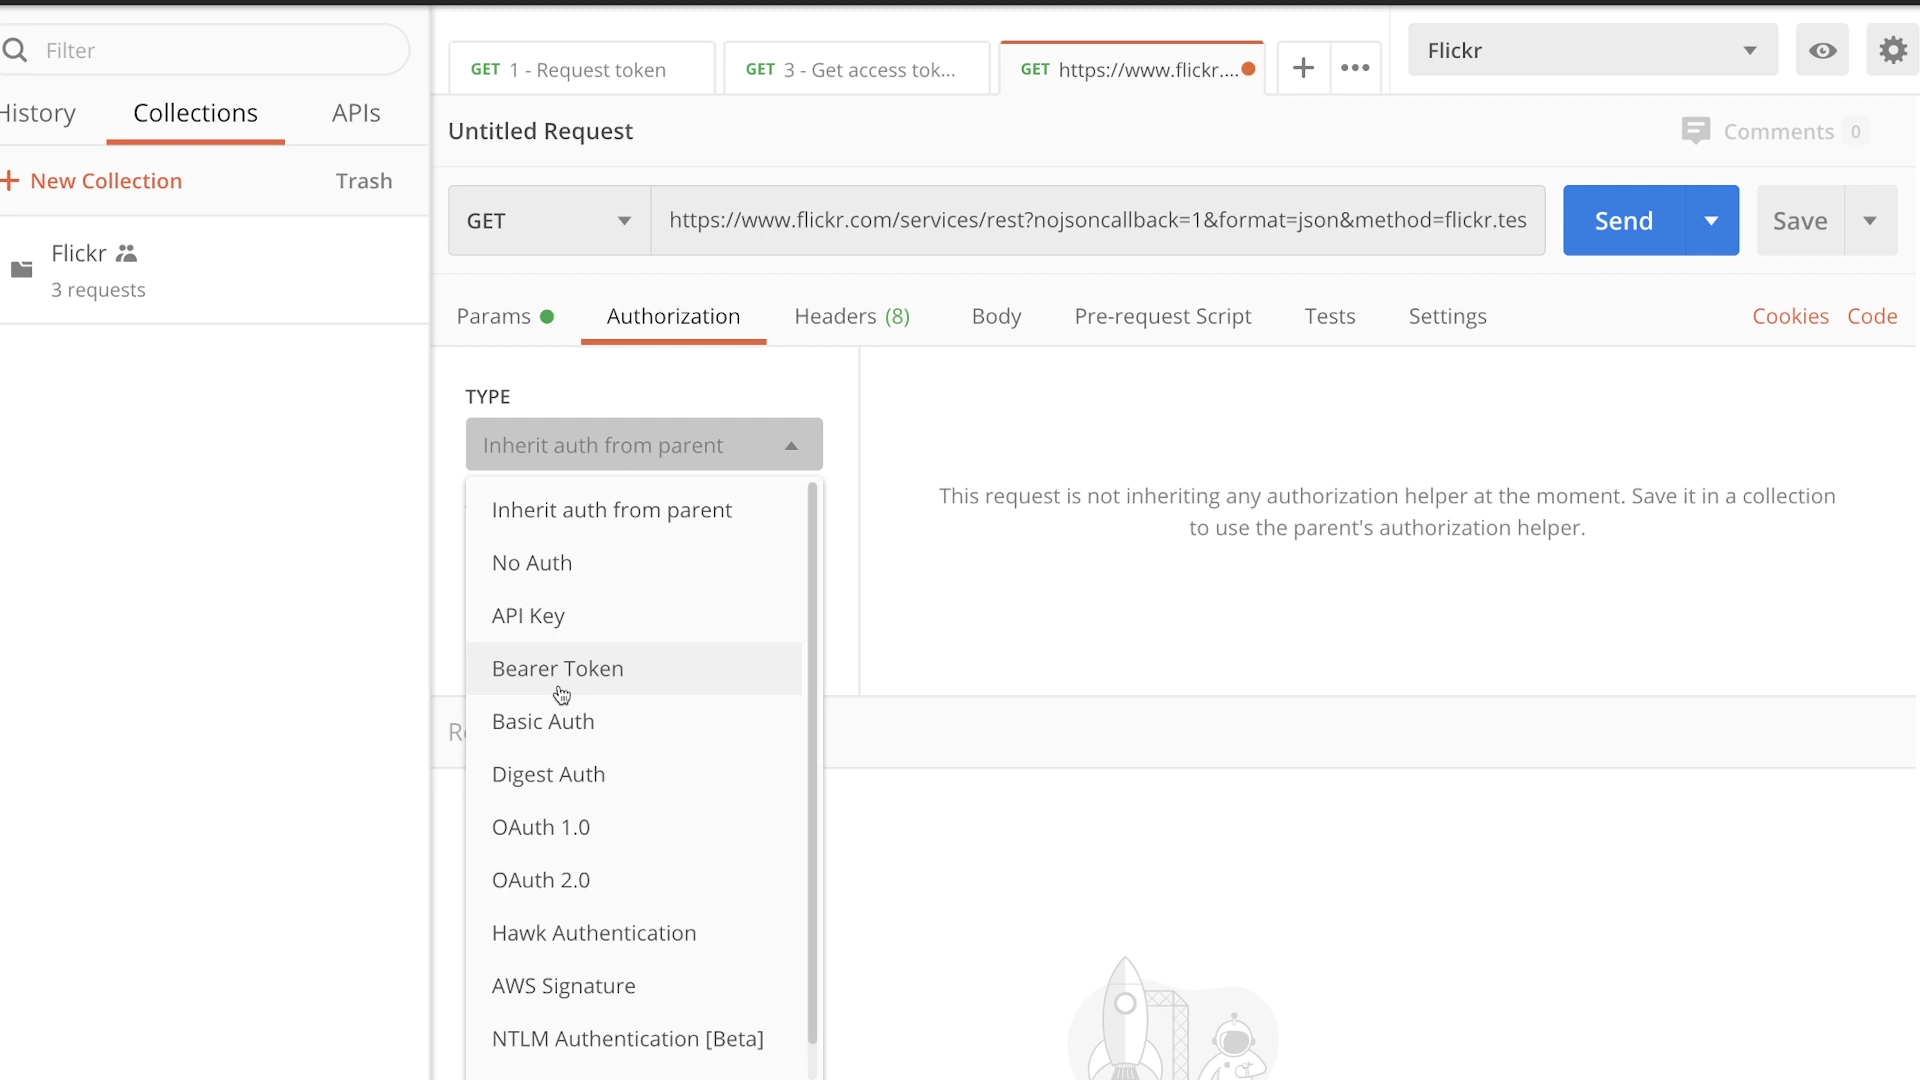 Filter
GET 1 - Request token
GET 3 - Get access tok...
GET https://www.flickr....
Flickr
History
Collections
APIs
Untitled Request
Comments 0
New Collection
Trash
GET
https://www.flickr.com/services/rest?nojsoncallback=1&format=json&method=flickr.tes
Send
Save
Flickr
3 requests
Params
Authorization
Headers (8)
Body
Pre-request Script
Tests
Settings
Cookies
Code
TYPE
Inherit auth from parent
This request is not inheriting any authorization helper at the moment. Save it in a collection
to use the parent's authorization helper.
Inherit auth from parent
No Auth
API Key
Bearer Token
Basic Auth
Digest Auth
OAuth 1.0
OAuth 2.0
Hawk Authentication
AWS Signature
NTLM Authentication [Beta]